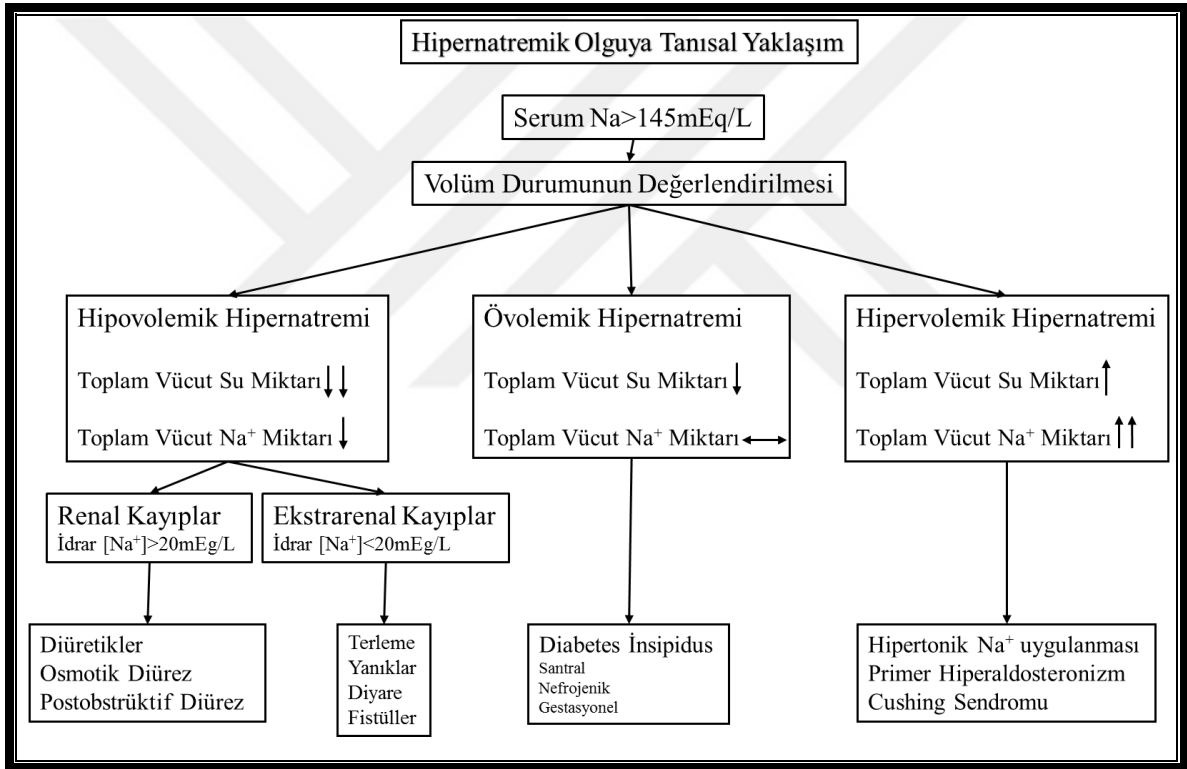 Hipernatremik Olguya Tanısal Yaklaşım
Serum Na>145mEq/L
Volüm Durumunun Değerlendirilmesi
Hipovolemik Hipernatremi
Toplam Vücut Su Miktarı↓↓
Toplam Vücut Na⁺ Miktarı↓
Övolemik Hipernatremi
Toplam Vücut Su Miktarı↓
Toplam Vücut Na⁺ Miktarı↔
Hipervolemik Hipernatremi
Toplam Vücut Su Miktarı↑
Toplam Vücut Na⁺ Miktarı↑↑
Renal Kayıplar
İdrar [Na⁺]>20mEg/L
Ekstrarenal Kayıplar
İdrar [Na⁺]<20mEg/L
Diüretikler
Osmotik Diürez
Postobstrüktif Diürez
Terleme
Yanıklar
Diyare
Fistüller
Diabetes İnsipidus
Santral
Nefrojenik
Gestasyonel
Hipertonik Na⁺ uygulanması
Primer Hiperaldosteronizm
Cushing Sendromu